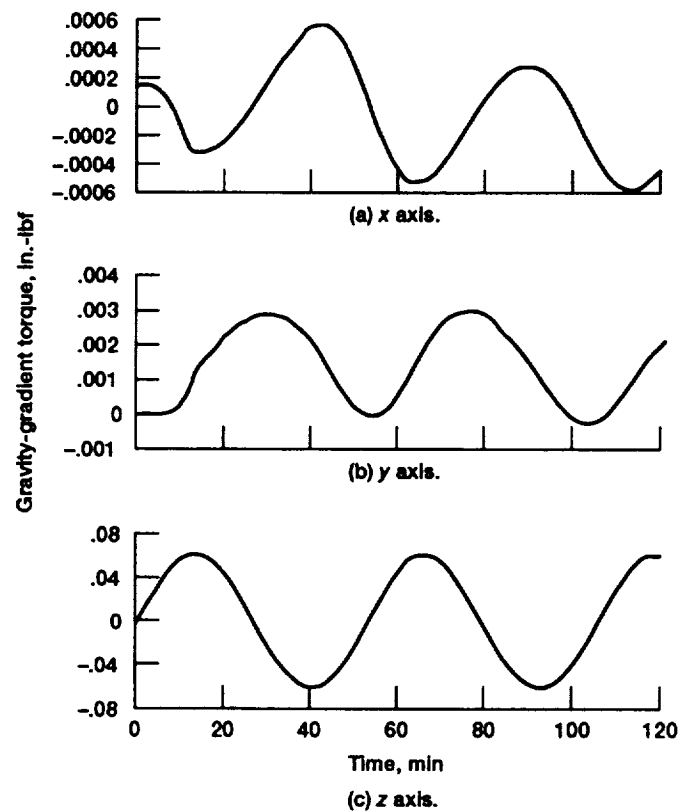 Gravity-gradient torque, in.-lbf
.0006
.0002
0
-.0002
-.0004
-.0006
(a) x axis.
.004
.003
.002
.001
0
-.001
(b) y axis.
.08
.04
0
-.04
-.08
0 20 40 60 80 100 120
Time, min
(c) z axis.